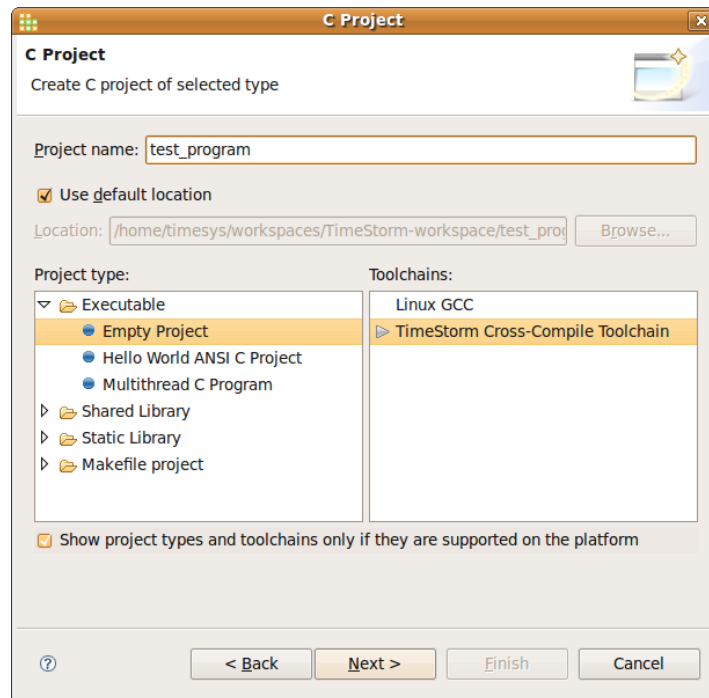 C Project
C Project
Create C project of selected type
Project name: test_program
Use default location
Location: /home/timesys/workspaces/TimeStorm-workspace/test_prog Browse...
Project type: Toolchains:
Executable Linux GCC
Empty Project TimeStorm Cross-Compile Toolchain
Hello World ANSI C Project
Multithread C Program
Shared Library
Static Library
Makefile project
Show project types and toolchains only if they are supported on the platform
? < Back Next > Finish Cancel